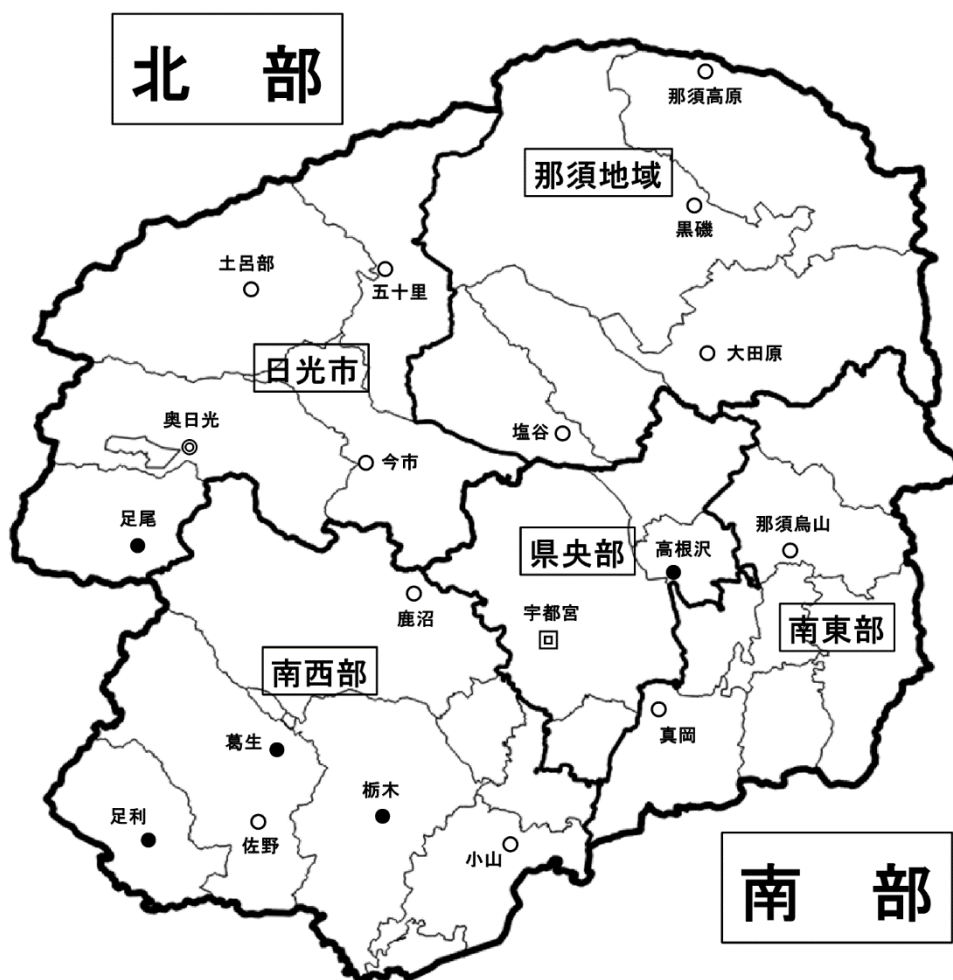 北 部
那須高原
那須地域
黒磯
土呂部
五十里
大田原
日光市
奥日光
塩谷
今市
足尾
那須烏山
県央部
高根沢
鹿沼
宇都宮
南東部
南西部
真岡
葛生
栃木
足利
佐野
小山
南 部